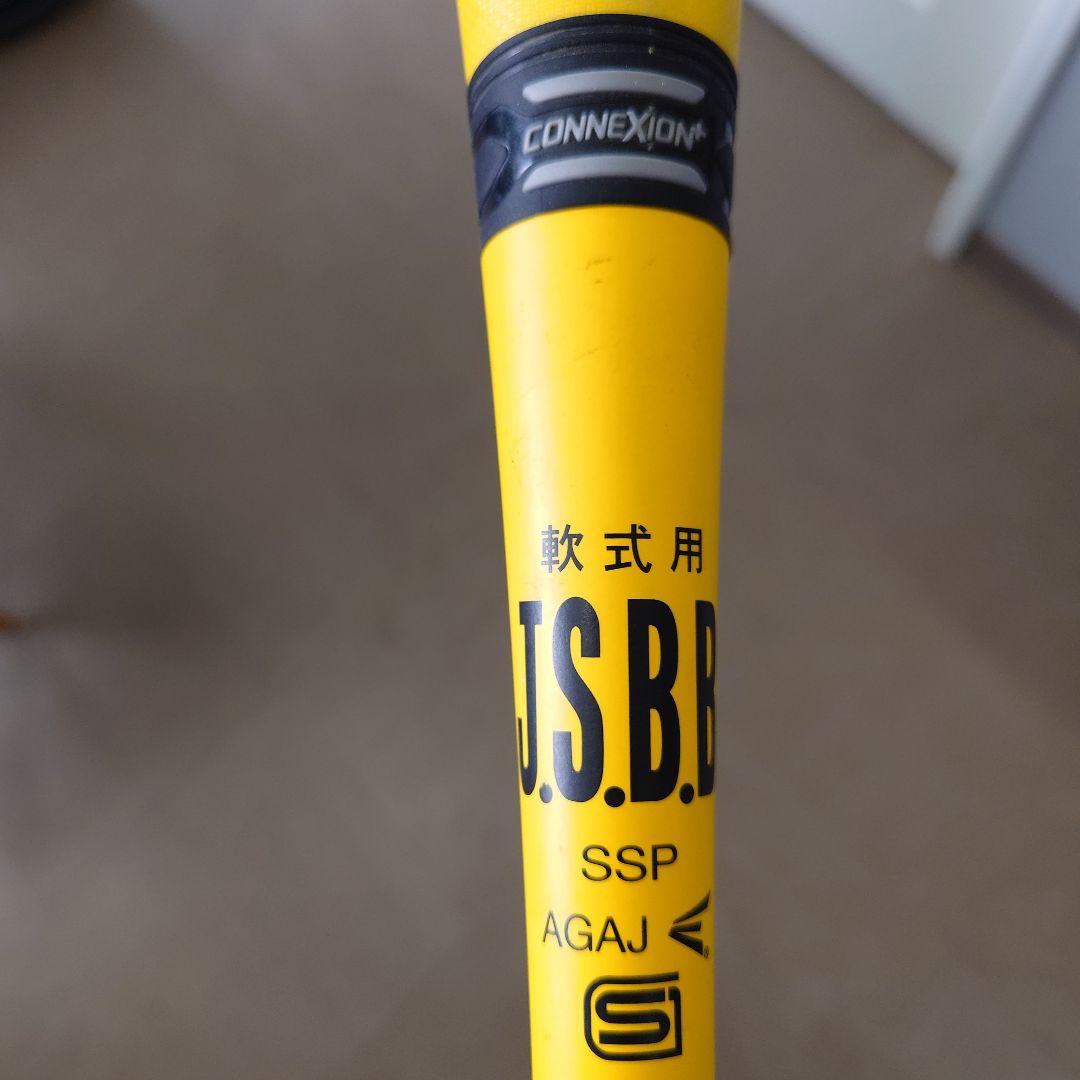 CONNEXION+
軟式用
J.S.B.B
SSP
AGAJ